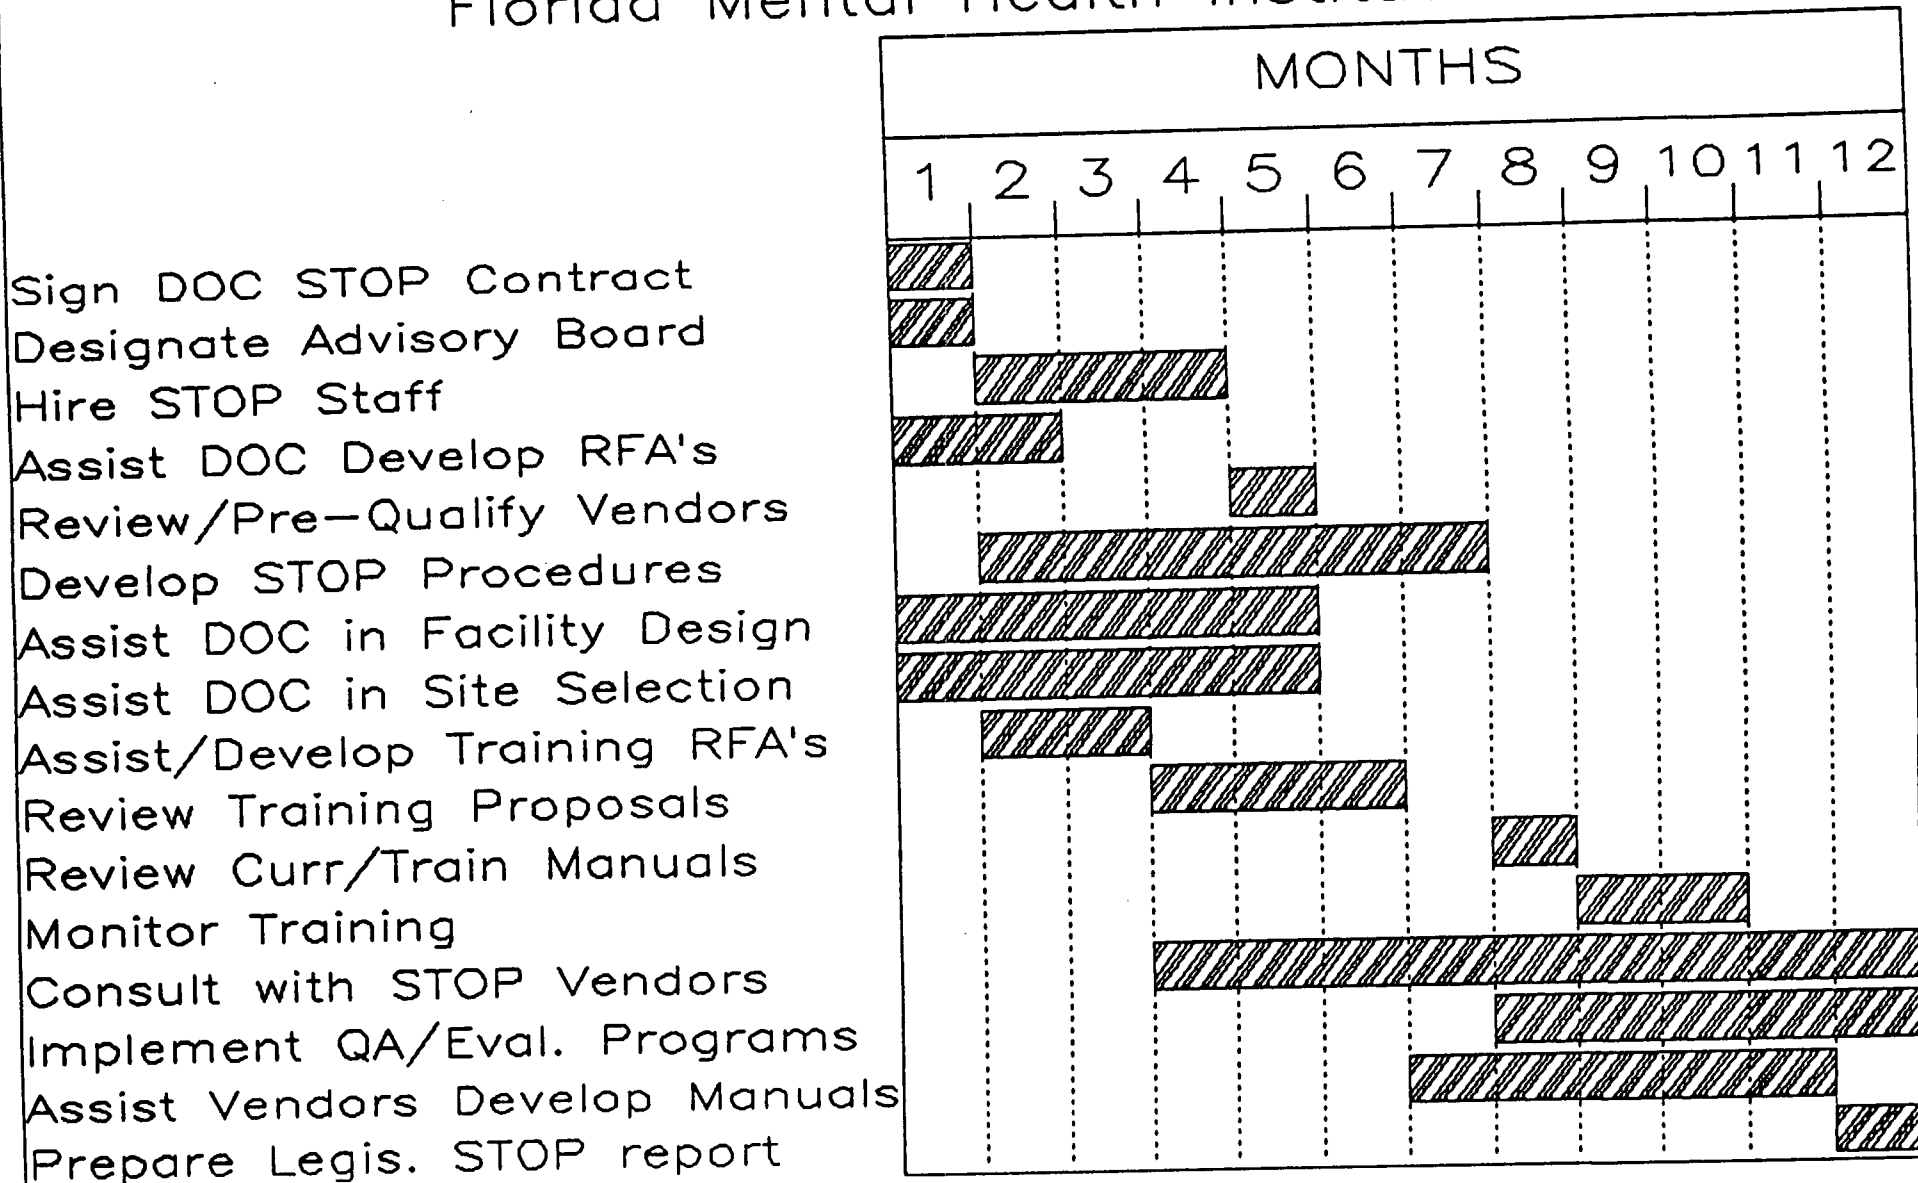 Florida Mental Health
MONTHS
1 2 3 4 5 6 7 8 9 10 11 12
Sign DOC STOP Contract
Designate Advisory Board
Hire STOP Staff
Assist DOC Develop RFA's
Review/Pre-Qualify Vendors
Develop STOP Procedures
Assist DOC in Facility Design
Assist DOC in Site Selection
Assist/Develop Training RFA's
Review Training Proposals
Review Curr/Train Manuals
Monitor Training
Consult with STOP Vendors
Implement QA/Eval. Programs
Assist Vendors Develop Manuals
Prepare Legis. STOP report